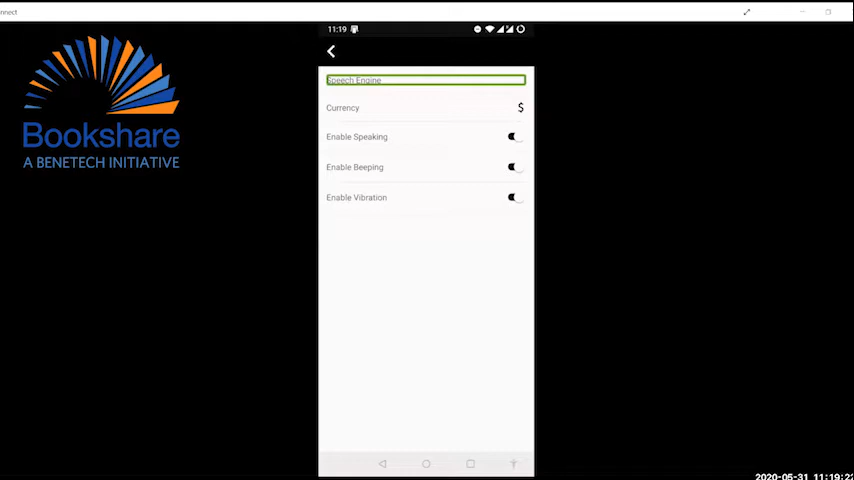 nnect
11:19
Bookshare
A BENETECH INITIATIVE
Speech Engine
Currency $
Enable Speaking
Enable Beeping
Enable Vibration
2020-05-31 11:19:22